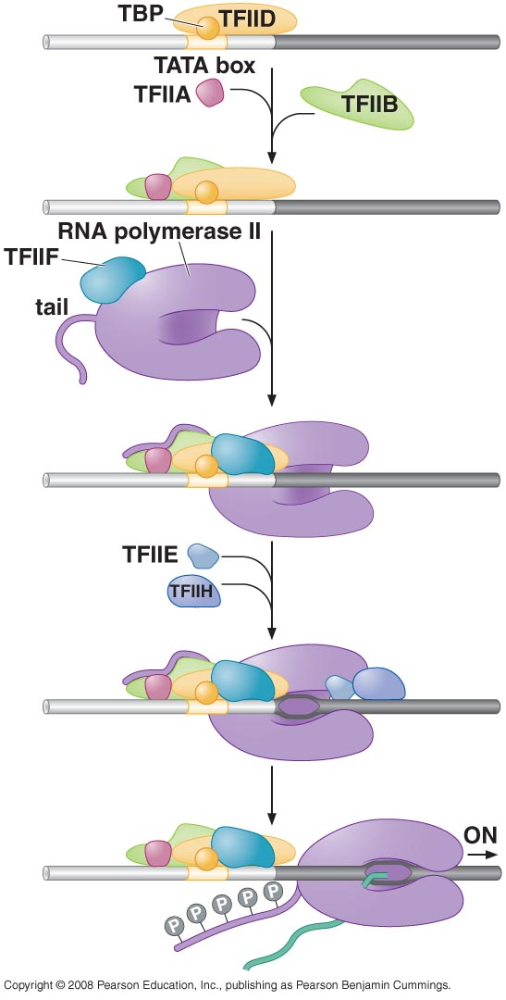 TBP
TFIID
TATA box
TFIIA
TFIIB
RNA polymerase II
TFIIF
tail
TFIIE
TFIIH
ON
P P P P P
Copyright © 2008 Pearson Education, Inc., publishing as Pearson Benjamin Cummings.